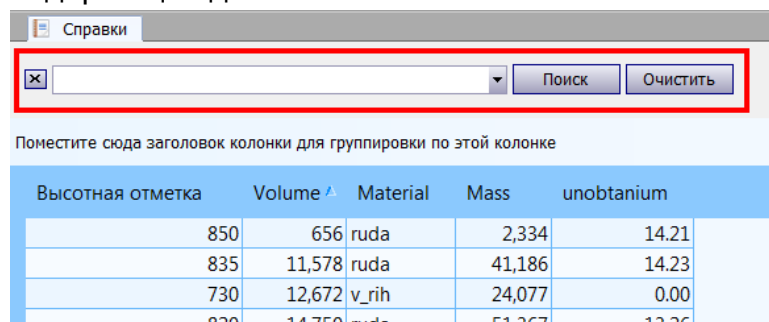 Справки
Поиск Очистить
Поместите сюда заголовок колонки для группировки по этой колонке
Высотная отметка Volume Material Mass unobtanium
850 656 ruda 2,334 14.21
835 11,578 ruda 41,186 14.23
730 12,672 v_rih 24,077 0.00